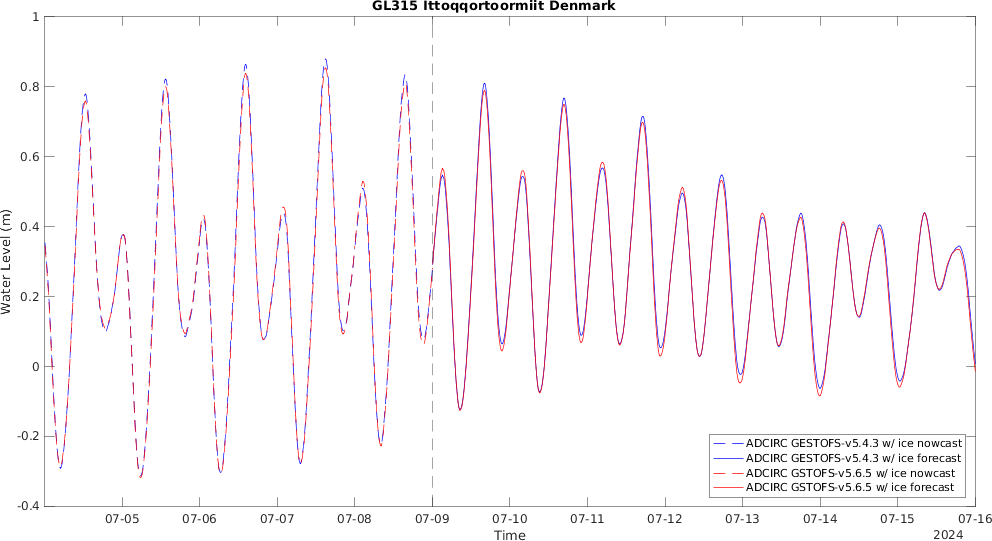 GL315 Ittoqqortoormiit Denmark
1
0.8
0.6
0.4
0.2
0
-0.2
-0.4
Water Level (m)
07-05 07-06 07-07 07-08 07-09 07-10 07-11 07-12 07-13 07-14 07-15 07-16
Time
2024
ADCIRC GESTOFS-v5.4.3 w/ ice nowcast
ADCIRC GESTOFS-v5.4.3 w/ ice forecast
ADCIRC GSTOFS-v5.6.5 w/ ice nowcast
ADCIRC GSTOFS-v5.6.5 w/ ice forecast